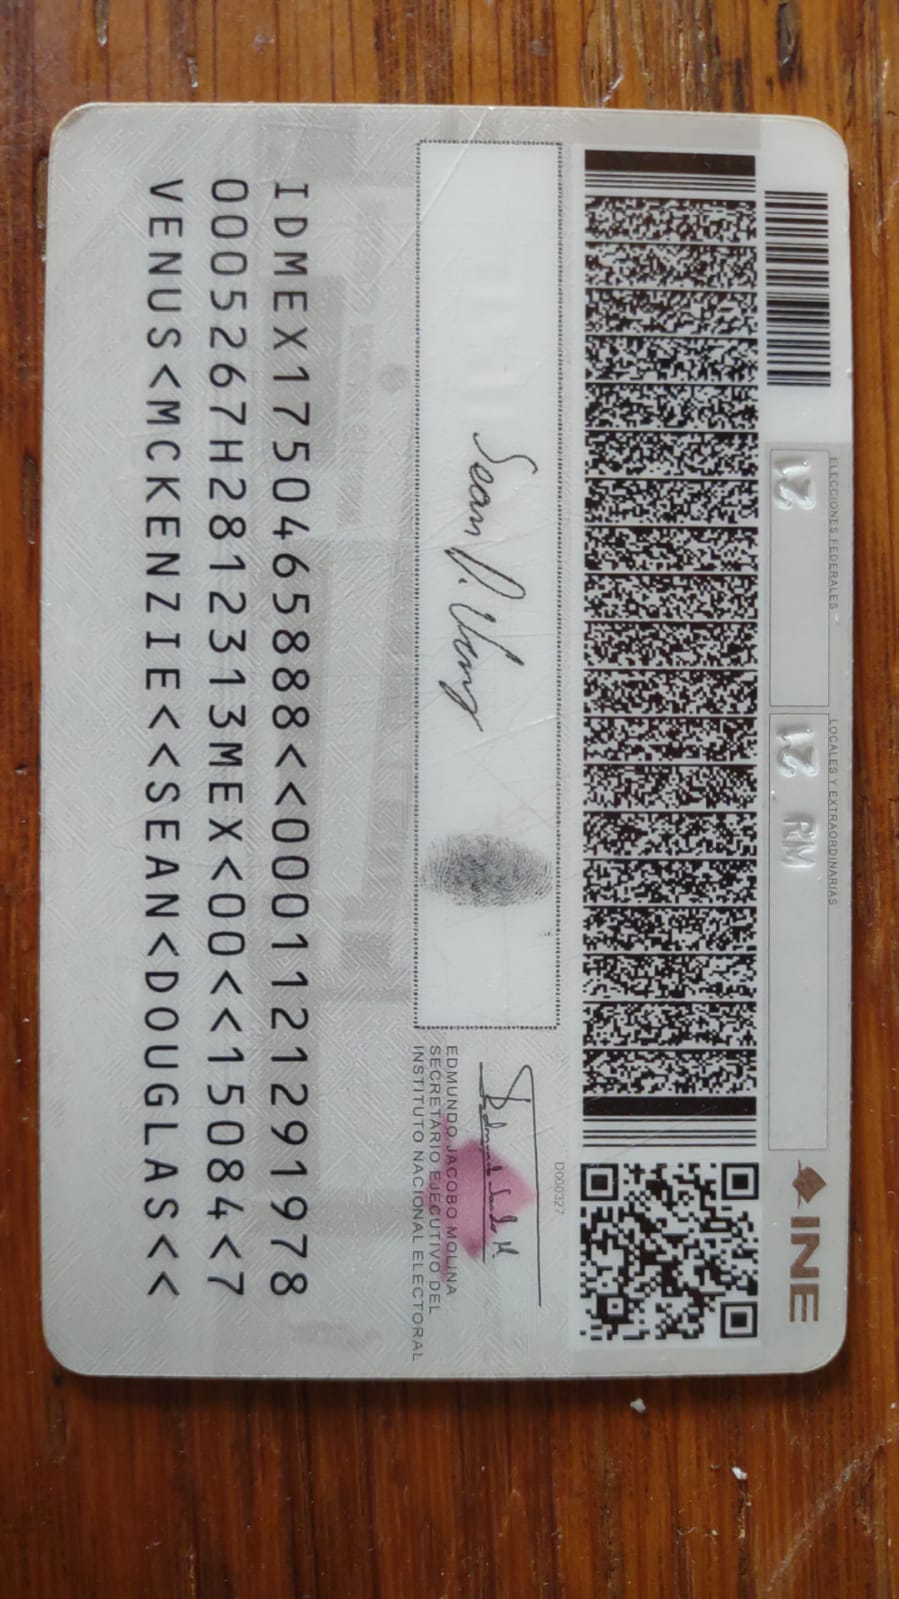 ELECCIONES FEDERALES
LOCALES Y EXTRAORDINARIAS
INE
D000327
EDMUNDO JACOBO MOLINA
SECRETARIO EJECUTIVO DEL
INSTITUTO NACIONAL ELECTORAL
IDMEX1750465888<<0001121291978
0005267H2812313MEX<00<<15084<7
VENUS<MCKENZIE<<SEAN<DOUGLAS<<